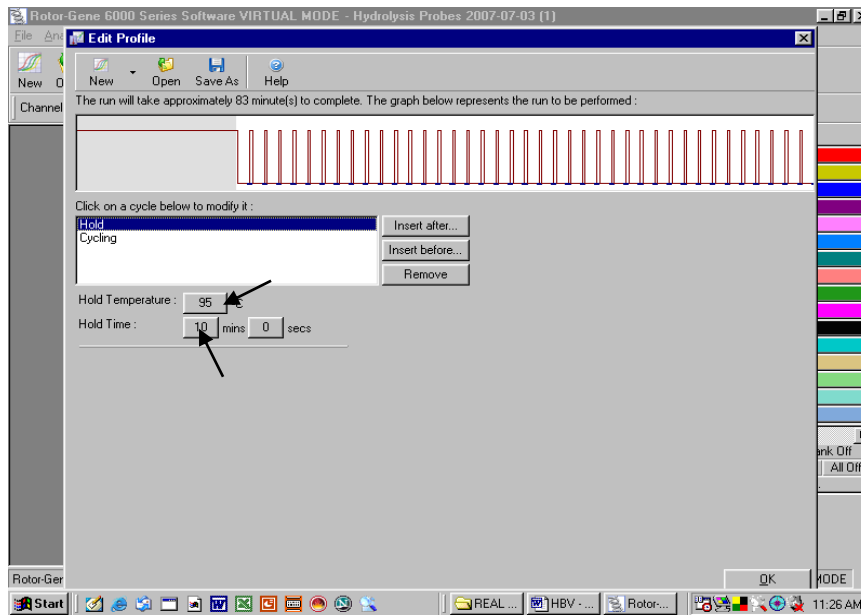 Rotor-Gene 6000 Series Software VIRTUAL MODE - Hydrolysis Probes 2007-07-03 (1)
File
Edit Profile
New
New Open Save As Help
Channel
The run will take approximately 83 minute(s) to complete. The graph below represents the run to be performed :
Click on a cycle below to modify it :
Hold
Cycling
Insert after...
Insert before...
Remove
Hold Temperature : 95
Hold Time : 10 mins 0 secs
Off
All Off
OK
MODE
Start
REAL ... HBV - ... Rotor-...
11:26 AM